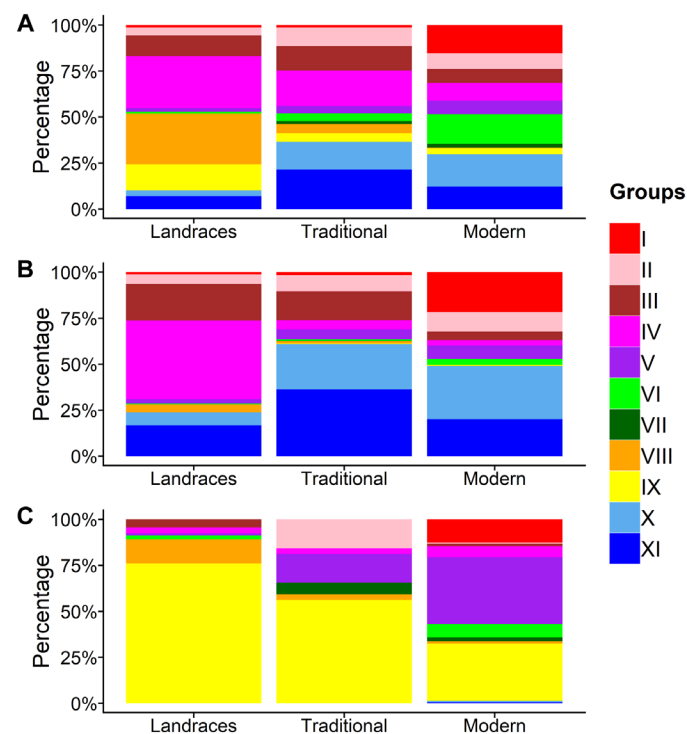 A
100%
75%
50%
25%
0%
Percentage
Landraces
Traditional
Modern
B
100%
75%
50%
25%
0%
Percentage
Landraces
Traditional
Modern
C
100%
75%
50%
25%
0%
Percentage
Landraces
Traditional
Modern
Groups
I
II
III
IV
V
VI
VII
VIII
IX
X
XI